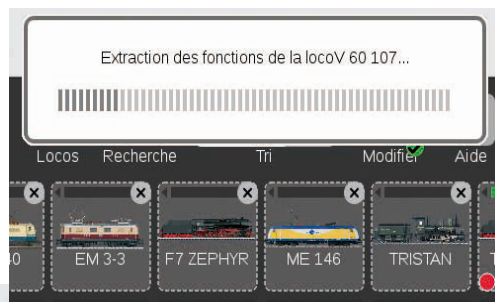 Extraction des fonctions de la locoV 60 107...
Locos Recherche Tri Modifier Aide
40 EM 3-3 F7 ZEPHYR ME 146 TRISTAN